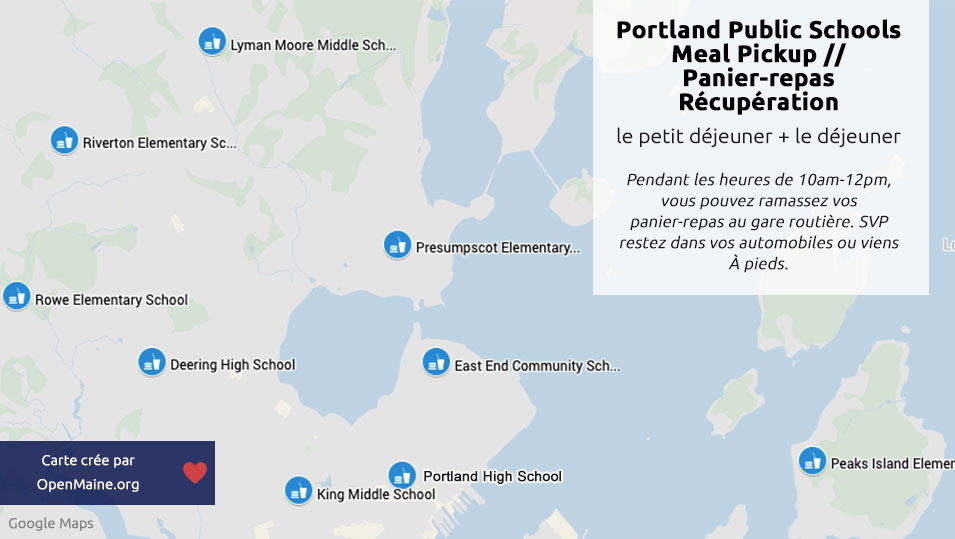 Portland Public Schools
Meal Pickup //
Panier-repas
Récupération
le petit déjeuner + le déjeuner
Pendant les heures de 10am-12pm,
vous pouvez ramassez vos
panier-repas au gare routière. SVP
restez dans vos automobiles ou viens
À pieds.
Lyman Moore Middle Sch...
Riverton Elementary Sc...
Presumpscot Elementary...
Lo
Rowe Elementary School
Deering High School
East End Community Sch...
Peaks Island Elemen
Portland High School
King Middle School
Carte crée par
OpenMaine.org
Google Maps